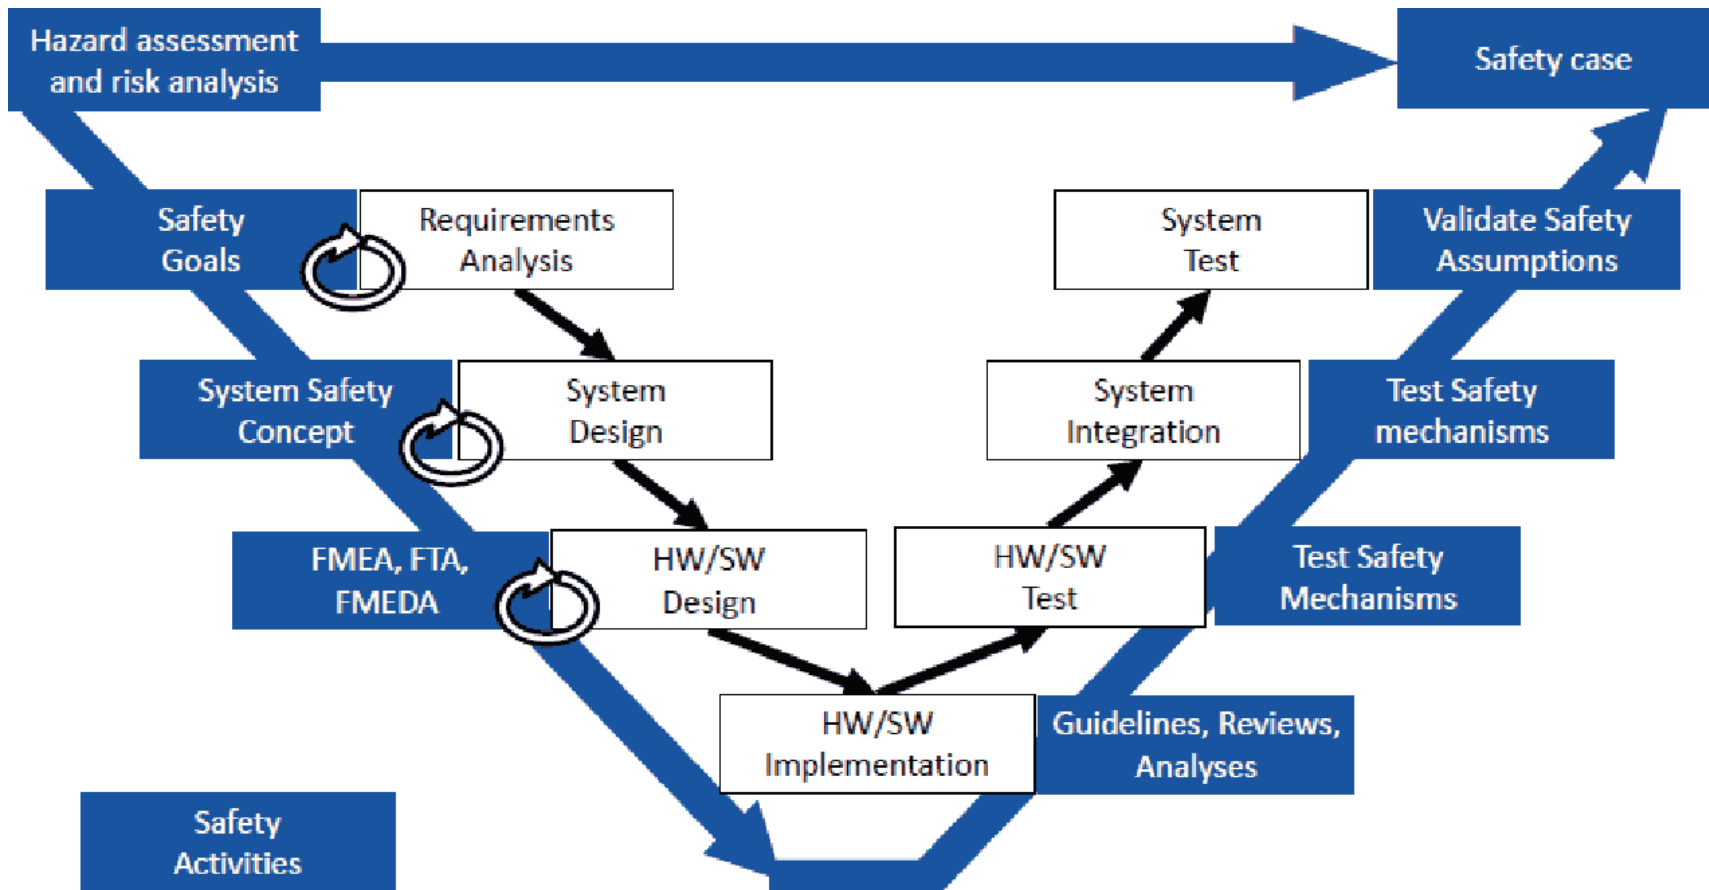 Hazard assessment
and risk analysis
Safety case
Safety
Goals
Requirements
Analysis
System
Test
Validate Safety
Assumptions
System Safety
Concept
System
Design
System
Integration
Test Safety
mechanisms
FMEA, FTA,
FMEDA
HW/SW
Design
HW/SW
Test
Test Safety
Mechanisms
HW/SW
Implementation
Guidelines, Reviews,
Analyses
Safety
Activities